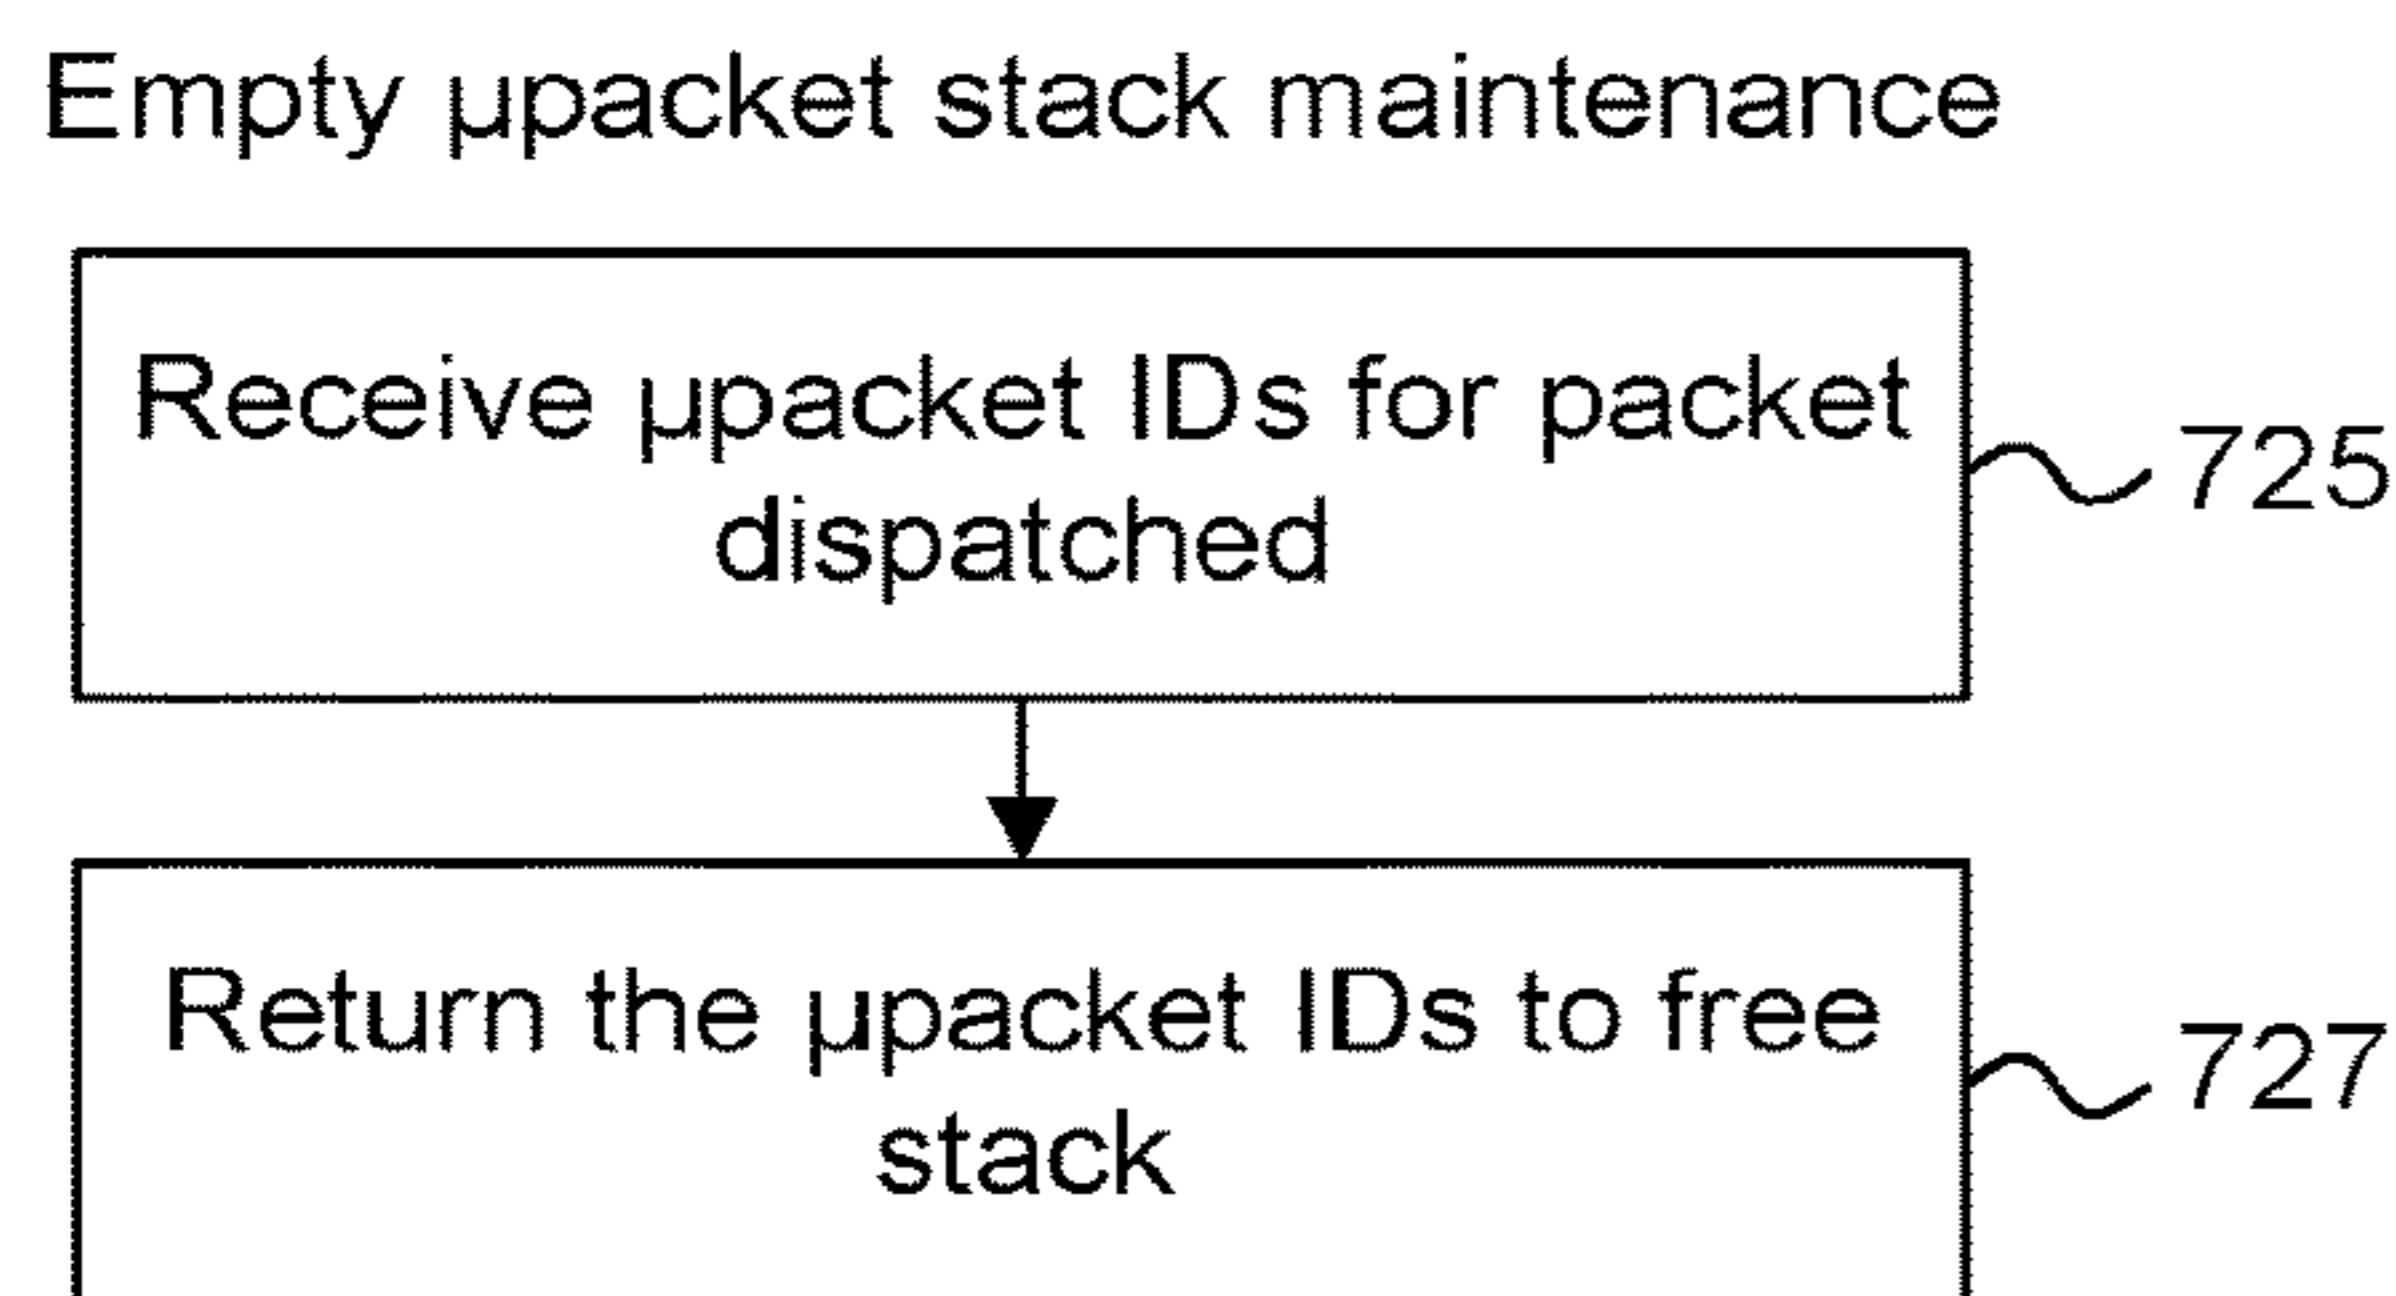 Empty µpacket stack maintenance
Receive µpacket IDs for packet
dispatched
725
Return the µpacket IDs to free
stack
727